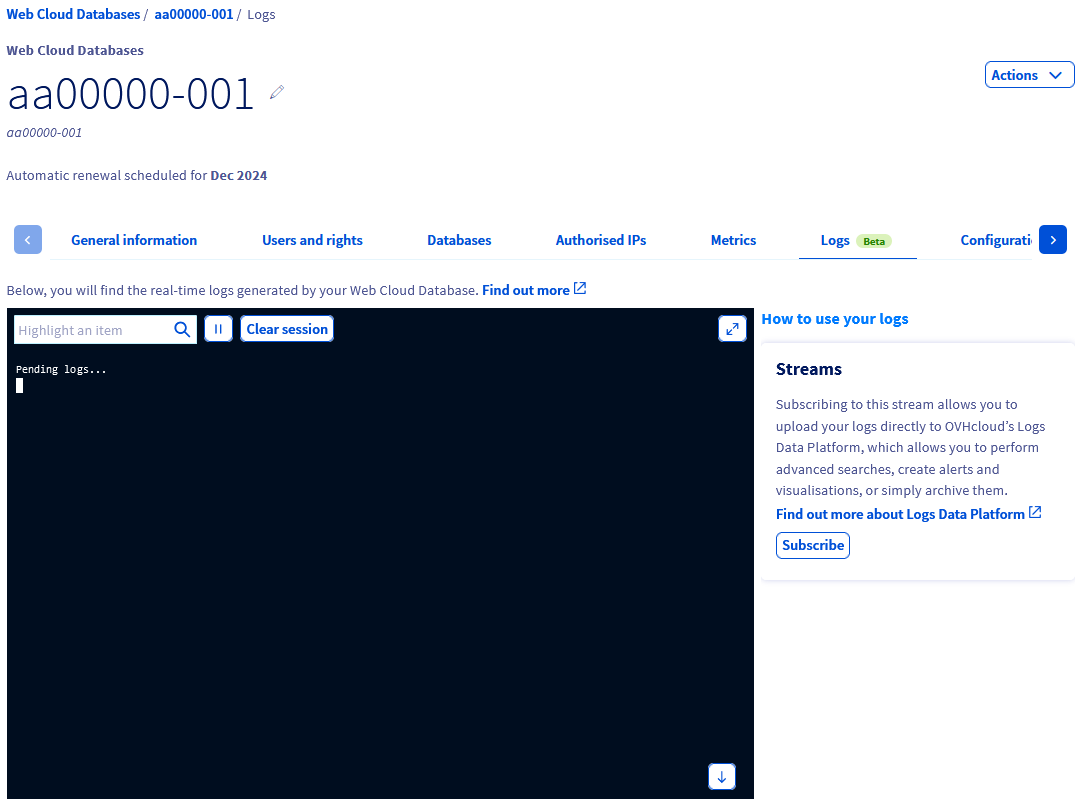 Web Cloud Databases / aa00000-001 / Logs
Web Cloud Databases
aa00000-001
Actions
aa00000-001
Automatic renewal scheduled for Dec 2024
General information Users and rights Databases Authorised IPs Metrics Logs Beta Configurati
Below, you will find the real-time logs generated by your Web Cloud Database. Find out more
Highlight an item Clear session
Pending logs...
How to use your logs
Streams
Subscribing to this stream allows you to
upload your logs directly to OVHcloud’s Logs
Data Platform, which allows you to perform
advanced searches, create alerts and
visualisations, or simply archive them.
Find out more about Logs Data Platform
Subscribe